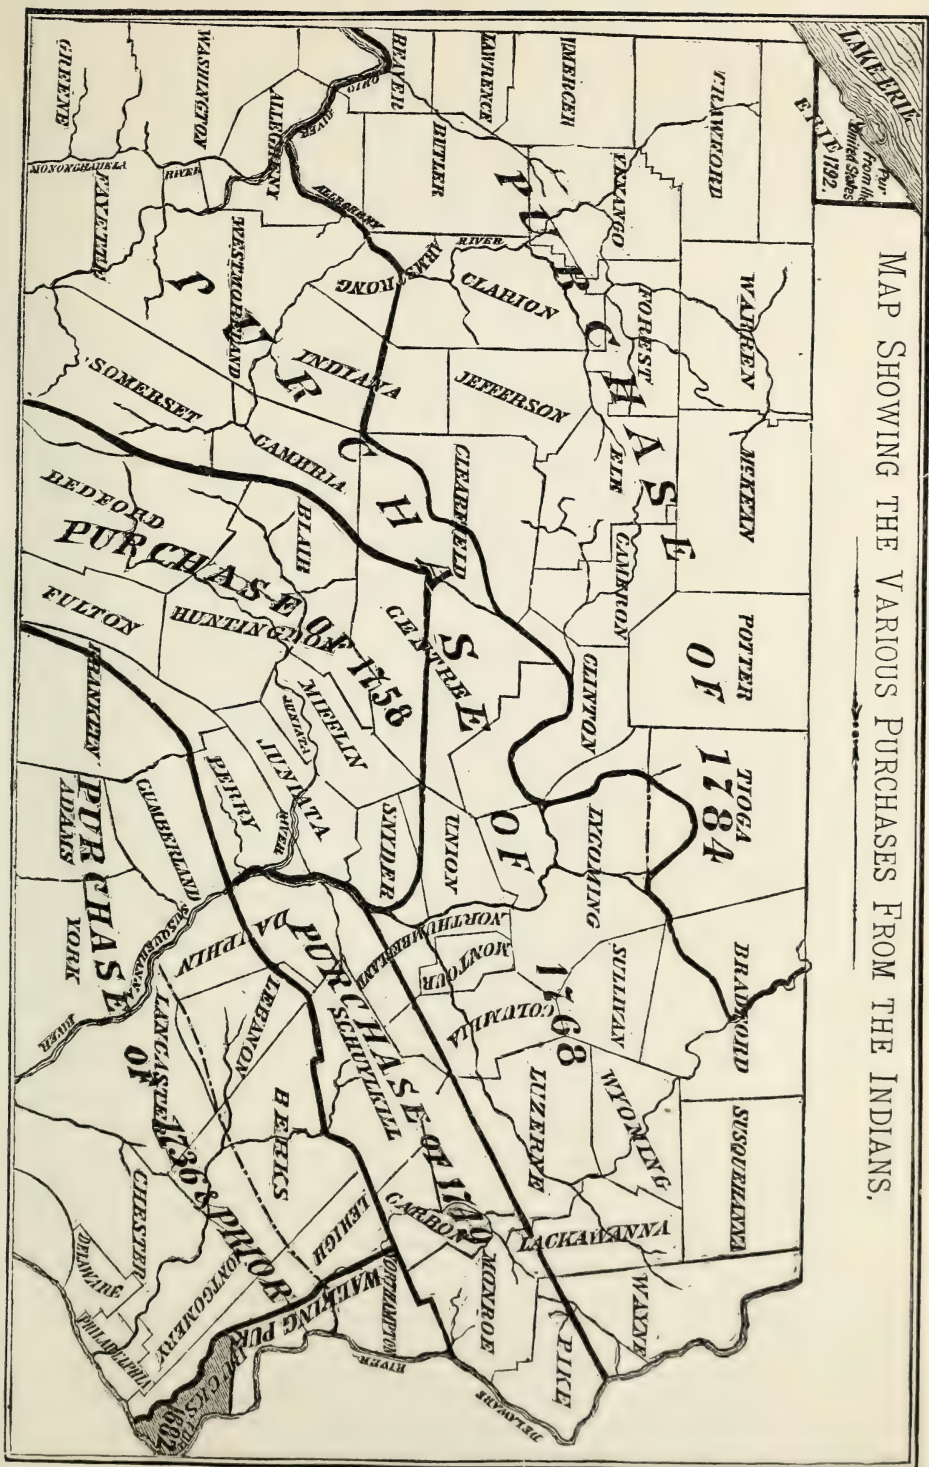 MAP SHOWING THE VARIOUS PURCHASES FROM THE INDIANS.
LAKE ERIE
ERIE
Pur
From the
United States
1792.
CRAWFORD
WARREN
McKEAN
POTTER
TIOGA
BRADFORD
SUSQUEHANNA
WAYNE
MERCER
VENANGO
FOREST
ELK
CAMERON
CLINTON
LYCOMING
SULLIVAN
WYOMING
LACKAWANNA
PIKE
LAWRENCE
BUTLER
CLARION
JEFFERSON
CLEARFIELD
CENTRE
UNION
MONTOUR
COLUMBIA
LUZERNE
MONROE
BEAVER
ARMSTRONG
INDIANA
CAMBRIA
BLAIR
HUNTINGDON
MIFFLIN
JUNIATA
SNYDER
NORTHUMBERLAND
SCHUYLKILL
CARBON
NORTHAMPTON
ALLEGHENY
WESTMORELAND
SOMERSET
BEDFORD
FULTON
PERRY
DAUPHIN
LEBANON
BERKS
LEHIGH
WASHINGTON
FAYETTE
FRANKLIN
CUMBERLAND
ADAMS
YORK
LANCASTER
CHESTER
MONTGOMERY
DELAWARE
PHILADELPHIA
BUCKS
GREENE
PURCHASE OF 1784
PURCHASE OF 1768
PURCHASE OF 1758
PURCHASE OF 1749
PURCHASE OF 1736 & PRIOR
WALKING PUR
1682
OHIO
RIVER
ALLEGHENY
RIVER
MONONGAHELA
RIVER
JUNIATA
RIVER
SUSQUEHANNA
RIVER
DELAWARE
RIVER